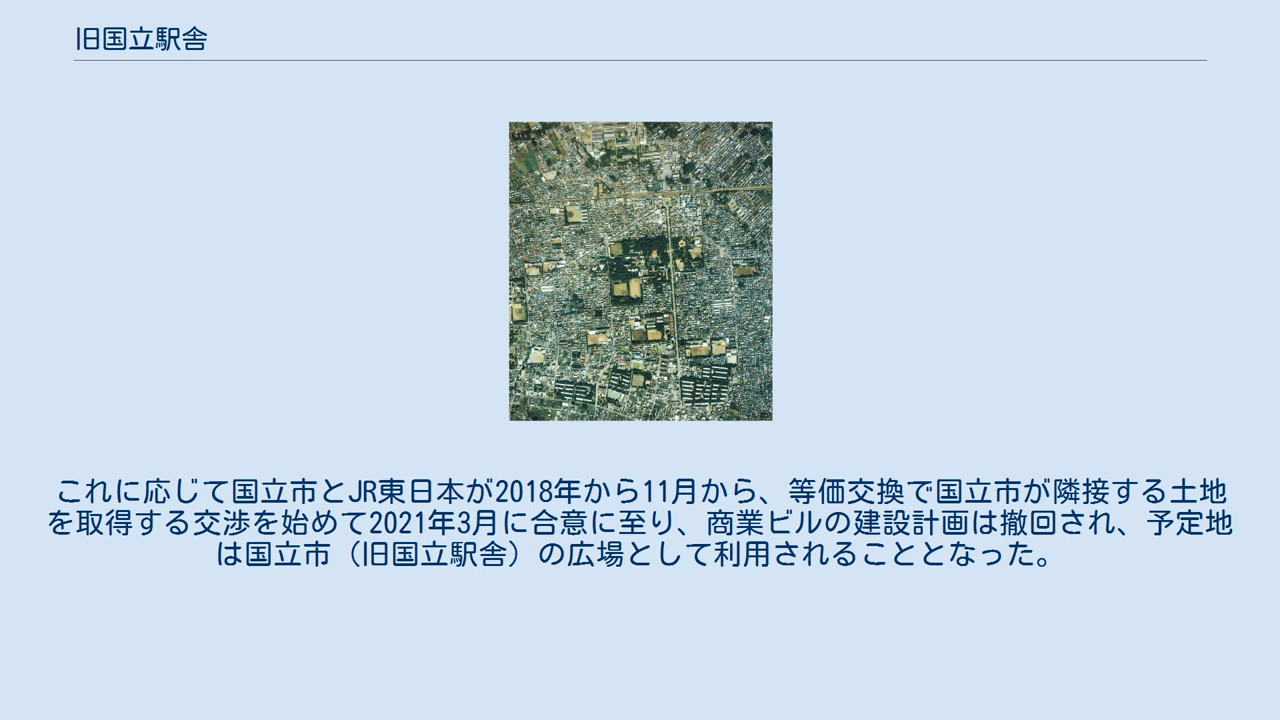 旧国立駅舎
これに応じて国立市とJR東日本が2018年から11月から、等価交換で国立市が隣接する土地
を取得する交渉を始めて2021年3月に合意に至り、商業ビルの建設計画は撤回され、予定地
は国立市（旧国立駅舎）の広場として利用されることとなった。